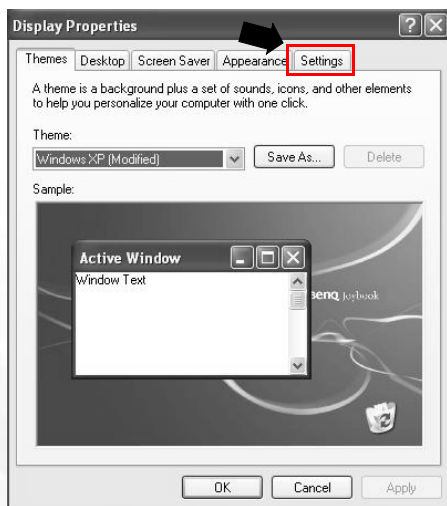 Display Properties
Themes Desktop Screen Saver Appearance Settings
A theme is a background plus a set of sounds, icons, and other elements
to help you personalize your computer with one click.
Theme:
Windows XP (Modified) Save As... Delete
Sample:
Active Window
Window Text
BenQ Joybook
OK Cancel Apply